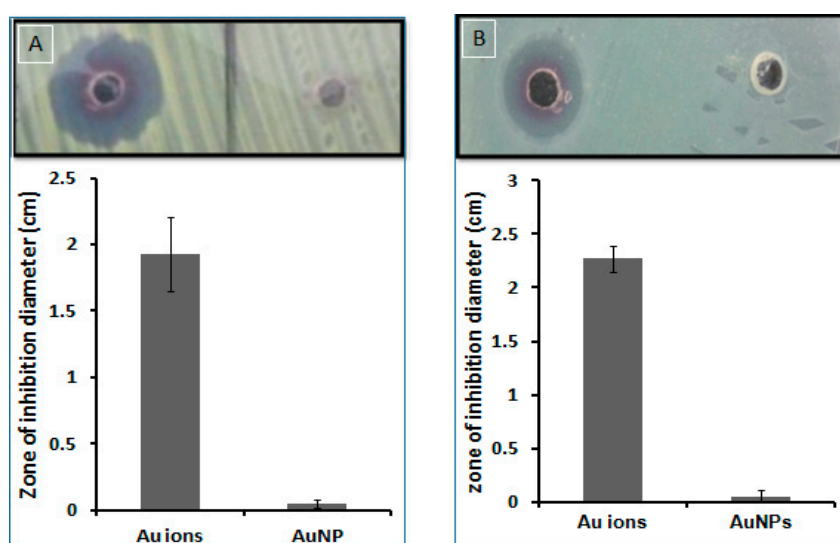 A
Zone of inhibition diameter (cm)
2.5
2
1.5
1
0.5
0
Au ions
AuNP
B
zone of inhibition diameter (cm)
3
2.5
2
1.5
1
0.5
0
Au ions
AuNPs